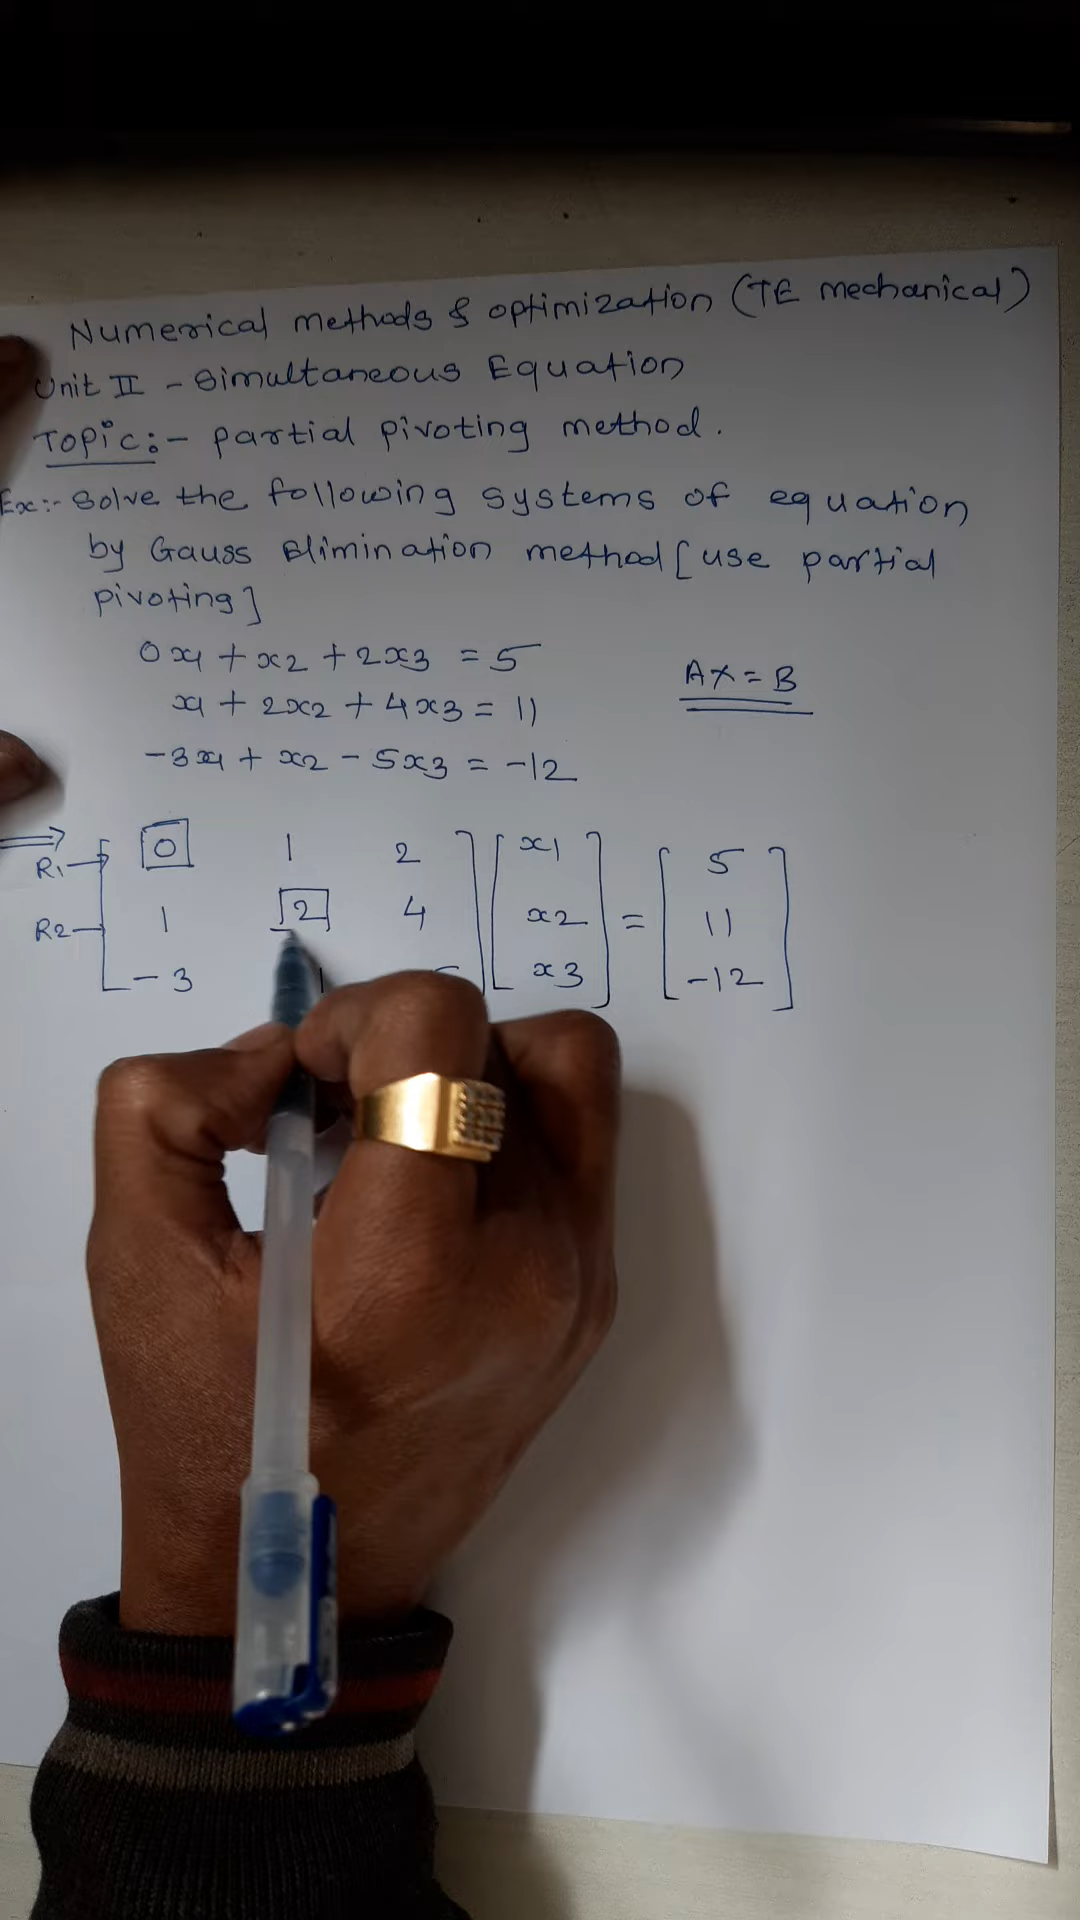 Numerical methods & optimization (TE mechanical)
Unit II - Simultaneous Equation
Topic:- partial pivoting method.
Ex:- Solve the following systems of equation
by Gauss Elimination method [use partial
pivoting]
0x1 + x2 + 2x3 = 5
AX = B
x1 + 2x2 + 4x3 = 11
-3x1 + x2 - 5x3 = -12
R1 → [ 0 1 2 ] [ x1 ] = [ 5 ]
R2 — [ 1 2 4 ] [ x2 ] = [ 11 ]
[ -3 1 ] [ x3 ] [ -12 ]